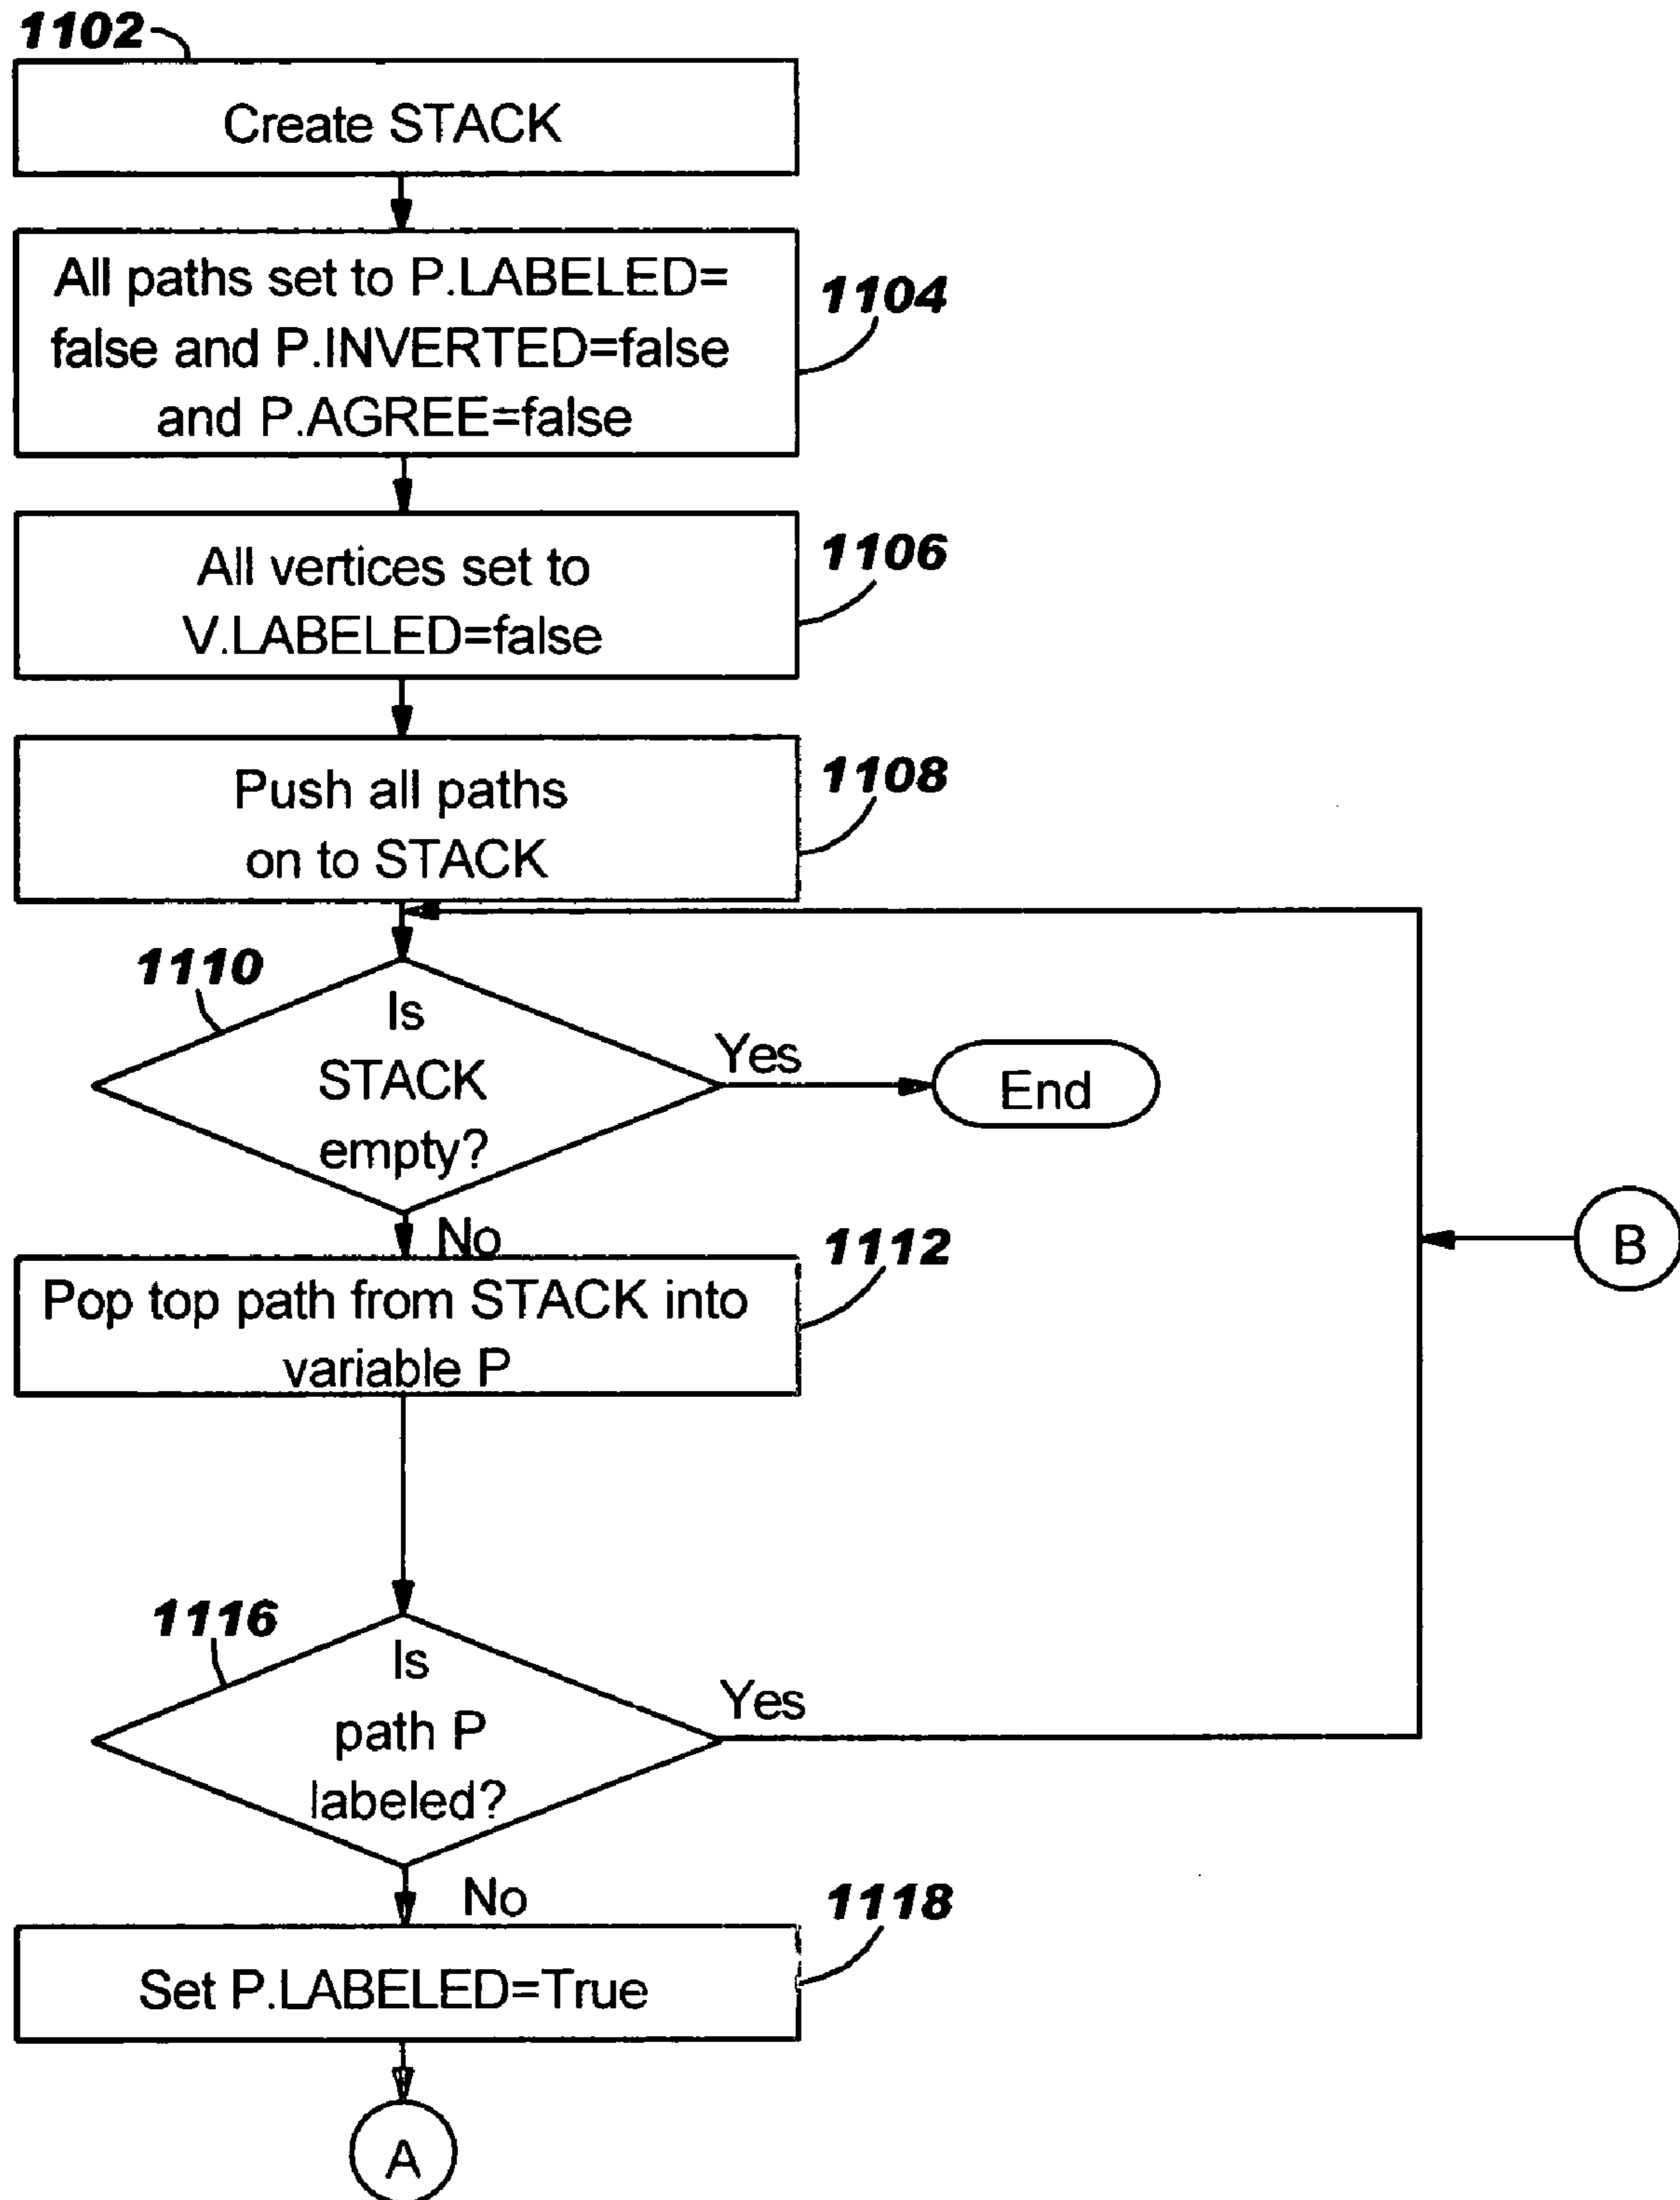 1102
Create STACK
All paths set to P.LABELED=
false and P.INVERTED=false
and P.AGREE=false
1104
All vertices set to
V.LABELED=false
1106
Push all paths
on to STACK
1108
1110
Is
STACK
empty?
Yes
End
No
B
Pop top path from STACK into
variable P
1112
1116
Is
path P
labeled?
Yes
No
Set P.LABELED=True
1118
A